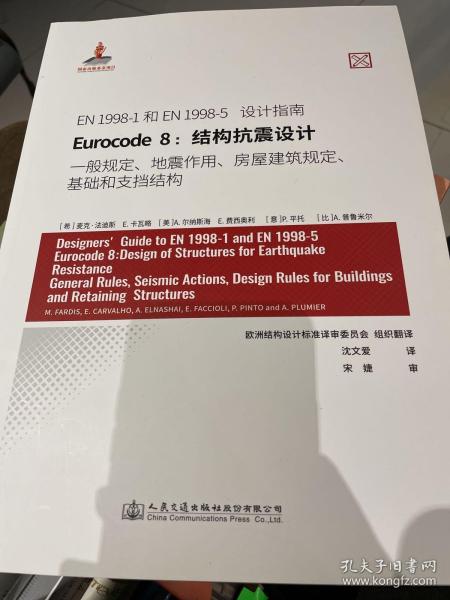 国家出版基金项目
EN 1998-1 和 EN 1998-5 设计指南
Eurocode 8：结构抗震设计
一般规定、地震作用、房屋建筑规定、
基础和支挡结构
[希]麦克·法迪斯 E. 卡瓦略 [美]A. 尔纳斯海 E. 费西奥利 [意]P. 平托 [比]A. 普鲁米尔
Designers' Guide to EN 1998-1 and EN 1998-5
Eurocode 8:Design of Structures for Earthquake
Resistance
General Rules, Seismic Actions, Design Rules for Buildings
and Retaining Structures
M. FARDIS, E. CARVALHO, A. ELNASHAI, E. FACCIOLI, P. PINTO and A. PLUMIER
欧洲结构设计标准译审委员会 组织翻译
沈文爱 译
宋 婕 审
人民交通出版社股份有限公司
China Communications Press Co.,Ltd.
孔夫子旧书网
www.kongfz.com